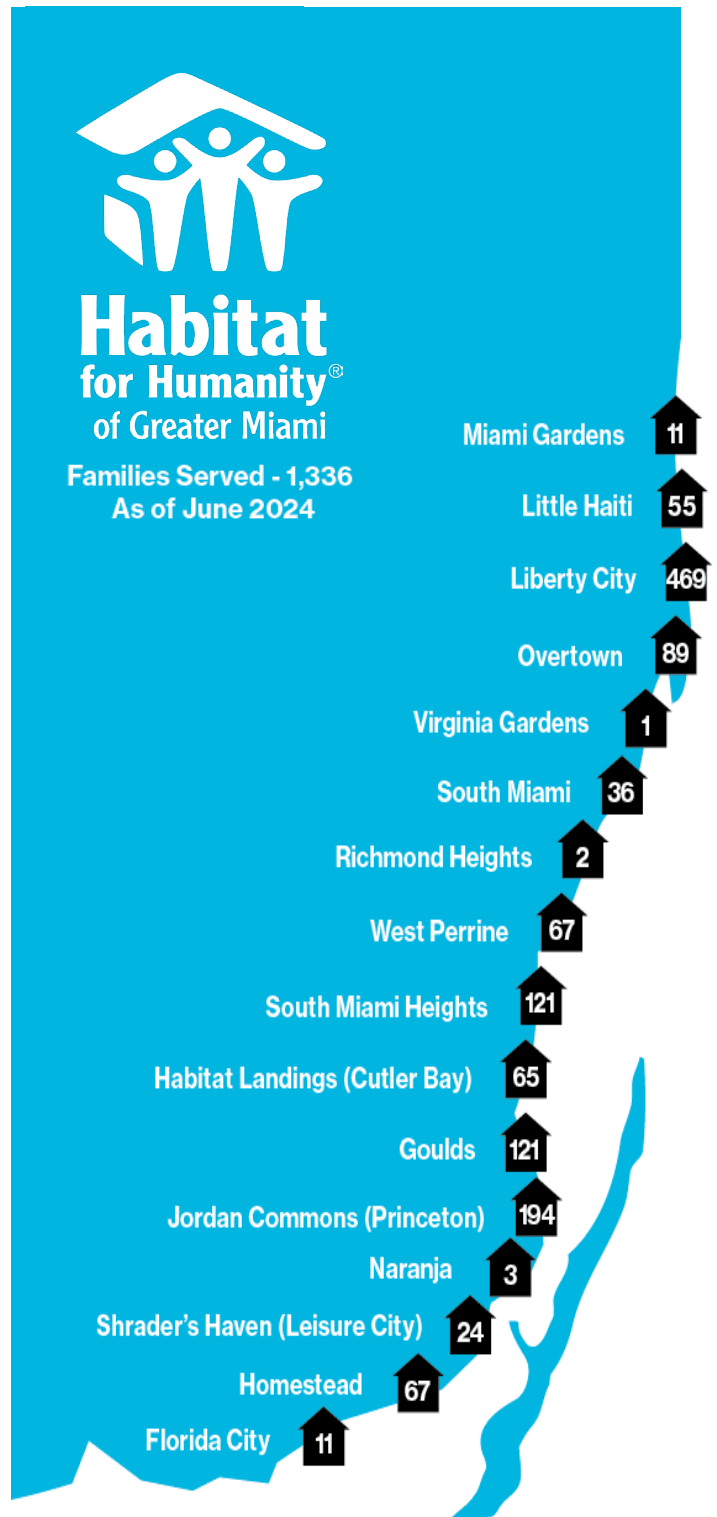 Habitat
for Humanity®
of Greater Miami
Families Served - 1,336
As of June 2024
Miami Gardens 11
Little Haiti 55
Liberty City 469
Overtown 89
Virginia Gardens 1
South Miami 36
Richmond Heights 2
West Perrine 67
South Miami Heights 121
Habitat Landings (Cutler Bay) 65
Goulds 121
Jordan Commons (Princeton) 194
Naranja 3
Shrader’s Haven (Leisure City) 24
Homestead 67
Florida City 11